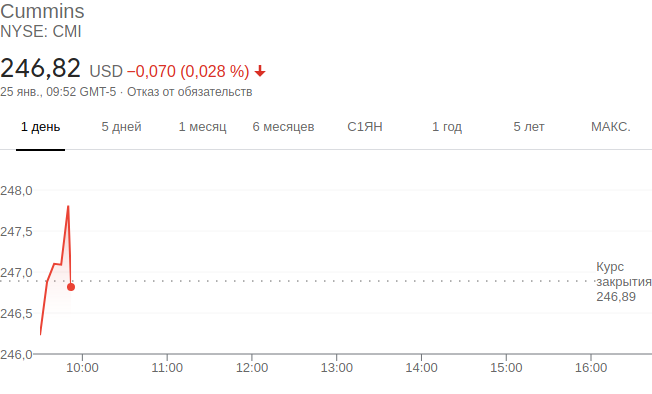 Cummins
NYSE: CMI
246,82 USD −0,070 (0,028 %)
25 янв., 09:52 GMT-5 · Отказ от обязательств
1 день 5 дней 1 месяц 6 месяцев С1ЯН 1 год 5 лет МАКС.
248,0
247,5
247,0
246,5
246,0
Курс
закрытия
246,89
10:00 11:00 12:00 13:00 14:00 15:00 16:00